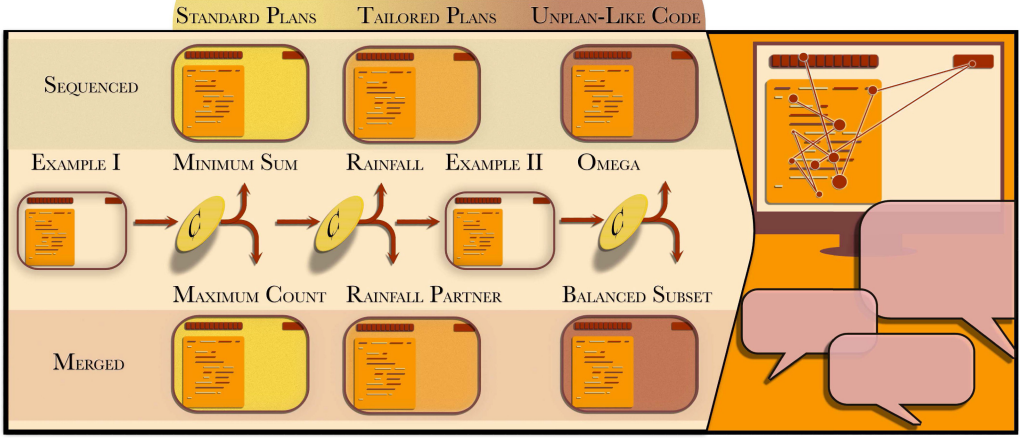 Standard Plans
Tailored Plans
Unplan-Like Code
Sequenced
Example I
Minimum Sum
Rainfall
Example II
Omega
C
C
C
Maximum Count
Rainfall Partner
Balanced Subset
Merged